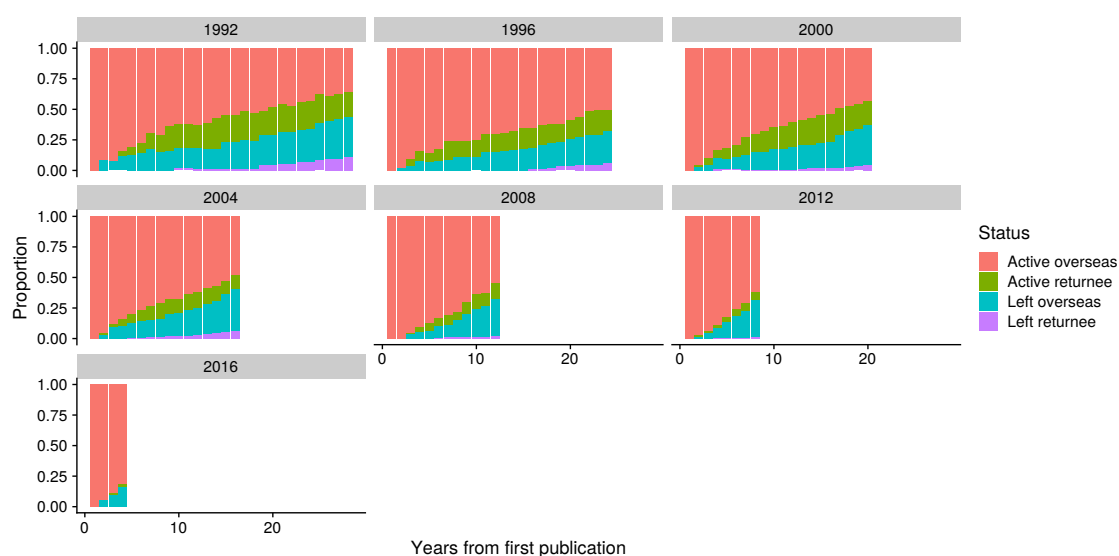 1992 1996 2000
1.00
0.75
0.50
0.25
0.00
2004 2008 2012
1.00
0.75
0.50
0.25
0.00
0 10 20 0 10 20
2016
1.00
0.75
0.50
0.25
0.00
0 10 20
Years from first publication
Proportion
Status
Active overseas
Active returnee
Left overseas
Left returnee